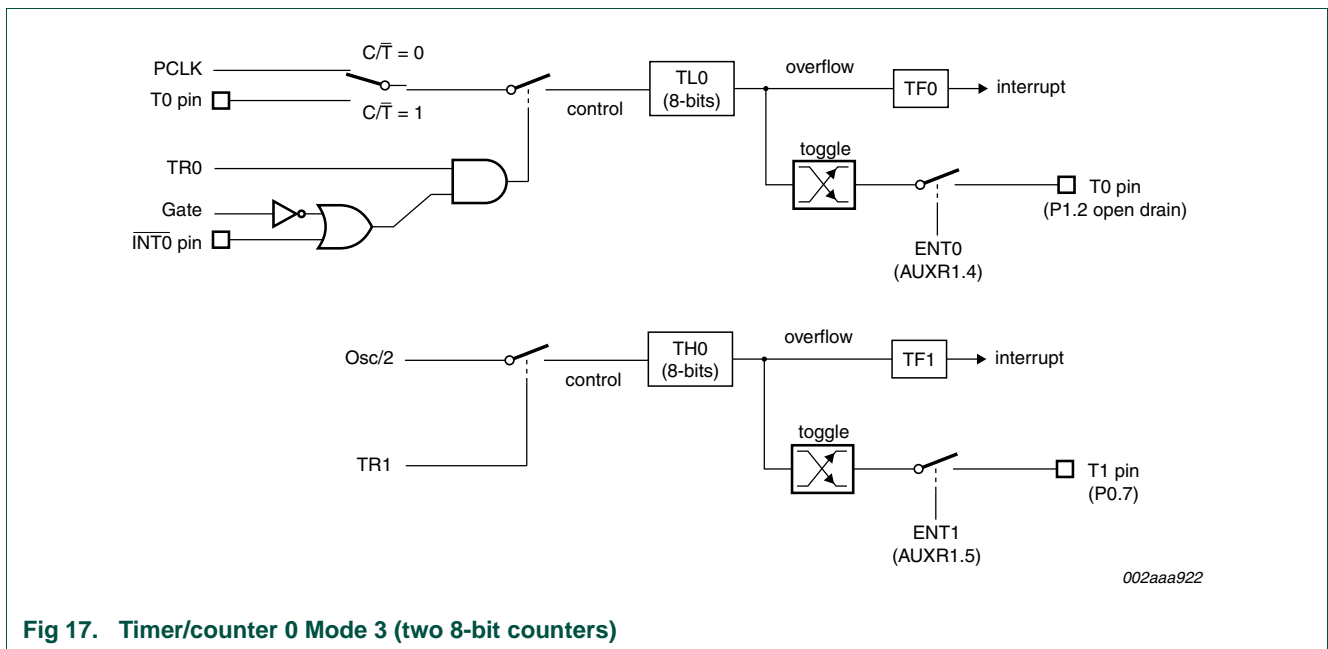 C/T̅ = 0
PCLK
T0 pin
C/T̅ = 1
control
TL0
(8-bits)
overflow
TF0
interrupt
toggle
TR0
Gate
I̅N̅T̅0̅ pin
T0 pin
(P1.2 open drain)
ENT0
(AUXR1.4)
Osc/2
control
TH0
(8-bits)
overflow
TF1
interrupt
toggle
TR1
T1 pin
(P0.7)
ENT1
(AUXR1.5)
002aaa922
Fig 17. Timer/counter 0 Mode 3 (two 8-bit counters)